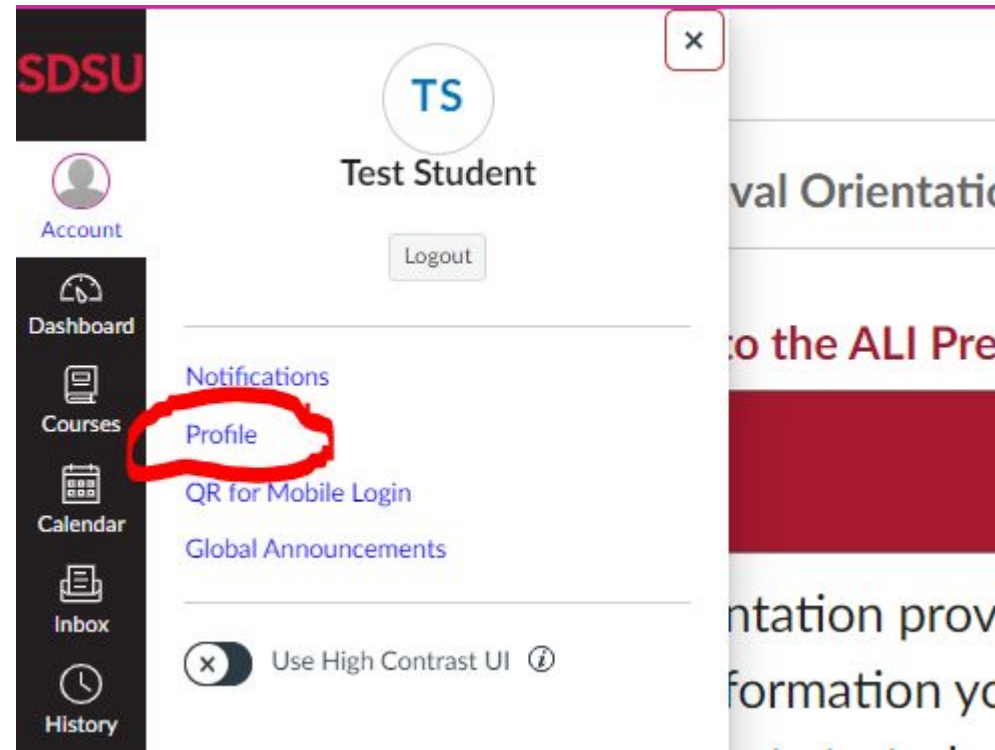 SDSU
Account
Dashboard
Courses
Calendar
Inbox
History
TS
Test Student
Logout
Notifications
Profile
QR for Mobile Login
Global Announcements
Use High Contrast UI
val Orientatio
to the ALI Pre
ntation prov
formation yo